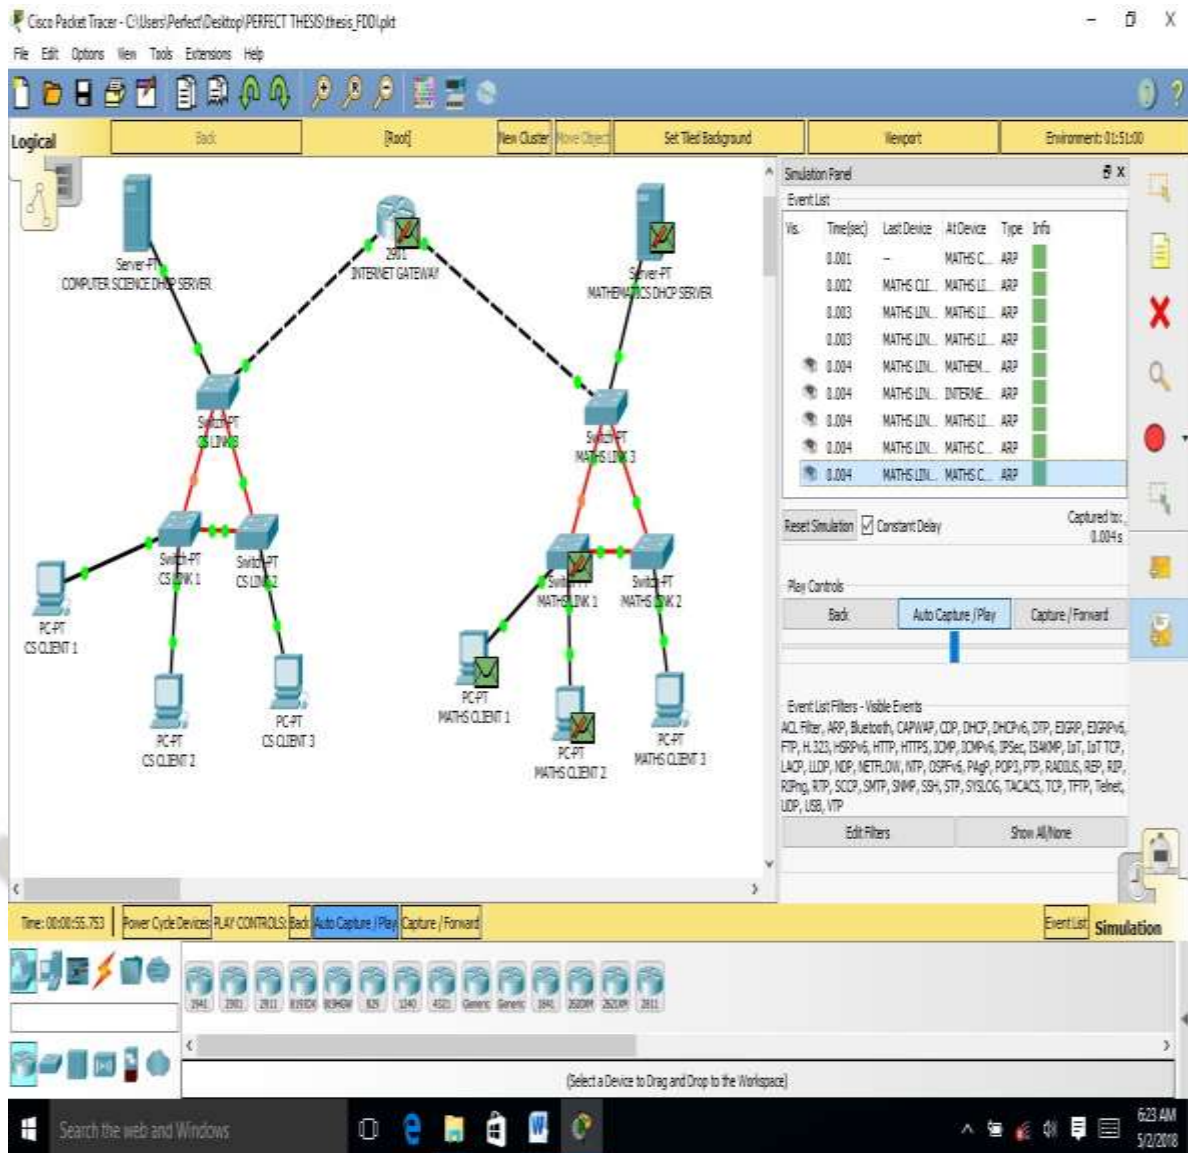 Cisco Packet Tracer - C:\Users\Perfect\Desktop\PERFECT THESIS\thesis_FDDI.pkt
File Edit Options View Tools Extensions Help
Logical Back [Root] New Cluster Move Object Set Tiled Background Viewport Environment: 01:51:00
Server-PT
COMPUTER SCIENCE DHCP SERVER
2901
INTERNET GATEWAY
Server-PT
MATHEMATICS DHCP SERVER
Switch-PT
CS LINK 3
Switch-PT
MATHS LINK 3
Switch-PT
CS LINK 1
Switch-PT
CS LINK 2
Switch-PT
MATHS LINK 1
Switch-PT
MATHS LINK 2
PC-PT
CS CLIENT 1
PC-PT
CS CLIENT 2
PC-PT
CS CLIENT 3
PC-PT
MATHS CLIENT 1
PC-PT
MATHS CLIENT 2
PC-PT
MATHS CLIENT 3
Simulation Panel
Event List
Vis. Time(sec) Last Device At Device Type Info
0.001 -- MATHS C... ARP
0.002 MATHS CLI... MATHS LI... ARP
0.003 MATHS LIN... MATHS LI... ARP
0.003 MATHS LIN... MATHS LI... ARP
0.004 MATHS LIN... MATHEM... ARP
0.004 MATHS LIN... INTERNE... ARP
0.004 MATHS LIN... MATHS LI... ARP
0.004 MATHS LIN... MATHS C... ARP
0.004 MATHS LIN... MATHS C... ARP
Reset Simulation Constant Delay Captured to:
0.004 s
Play Controls
Back Auto Capture / Play Capture / Forward
Event List Filters - Visible Events
ACL Filter, ARP, Bluetooth, CAPWAP, CDP, DHCP, DHCPv6, DTP, EIGRP, EIGRPv6,
FTP, H.323, HSRPv6, HTTP, HTTPS, ICMP, ICMPv6, IPSec, ISAKMP, IoT, IoT TCP,
LACP, LLDP, NDP, NETFLOW, NTP, OSPFv6, PAgP, POP3, PTP, RADIUS, REP, RIP,
RIPng, RTP, SCCP, SMTP, SNMP, SSH, STP, SYSLOG, TACACS, TCP, TFTP, Telnet,
UDP, USB, VTP
Edit Filters Show All/None
Time: 00:00:55.753 Power Cycle Devices PLAY CONTROLS: Back Auto Capture / Play Capture / Forward Event List Simulation
1941 2901 2911 819IOX 819HGW 829 1240 4321 Generic Generic 1841 2620XM 2621XM 2811
(Select a Device to Drag and Drop to the Workspace)
Search the web and Windows
6:23 AM
5/2/2018